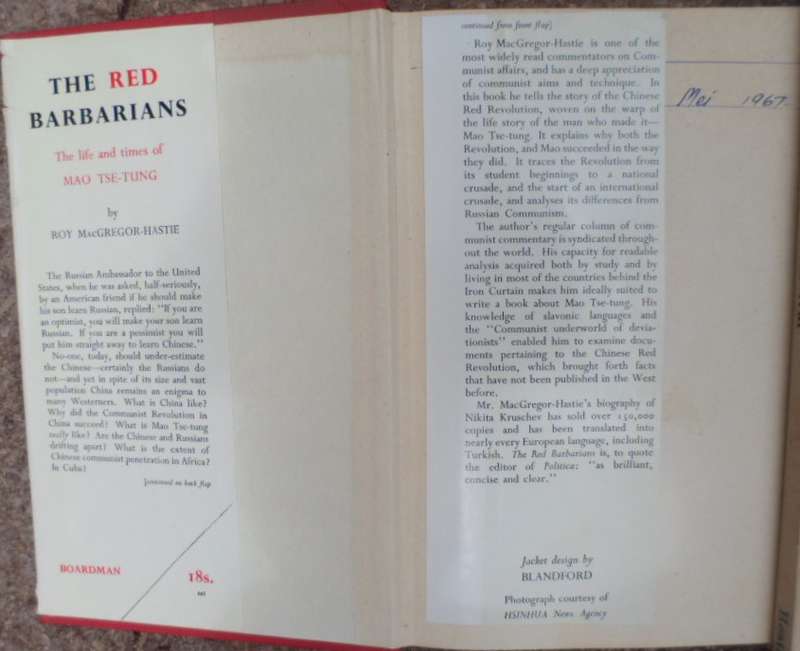 THE RED
BARBARIANS
The life and times of
MAO TSE-TUNG
by
ROY MacGREGOR-HASTIE
The Russian Ambassador to the United
States, when he was asked, half-seriously,
by an American friend if he should make
his son learn Russian, replied: "If you are
an optimist, you will make your son learn
Russian. If you are a pessimist you will
put him straight away to learn Chinese."
No-one, today, should under-estimate
the Chinese—certainly the Russians do
not—and yet in spite of its size and vast
population China remains an enigma to
many Westerners. What is China like?
Why did the Communist Revolution in
China succeed? What is Mao Tse-tung
really like? Are the Chinese and Russians
drifting apart? What is the extent of
Chinese communist penetration in Africa?
In Cuba?
[continued on back flap
BOARDMAN
18s.
net
continued from front flap]
Roy MacGregor-Hastie is one of the
most widely read commentators on Com-
munist affairs, and has a deep appreciation
of communist aims and technique. In
this book he tells the story of the Chinese
Red Revolution, woven on the warp of
the life story of the man who made it—
Mao Tse-tung. It explains why both the
Revolution, and Mao succeeded in the way
they did. It traces the Revolution from
its student beginnings to a national
crusade, and the start of an international
crusade, and analyses its differences from
Russian Communism.
The author's regular column of com-
munist commentary is syndicated through-
out the world. His capacity for readable
analysis acquired both by study and by
living in most of the countries behind the
Iron Curtain makes him ideally suited to
write a book about Mao Tse-tung. His
knowledge of slavonic languages and
the "Communist underworld of devia-
tionists" enabled him to examine docu-
ments pertaining to the Chinese Red
Revolution, which brought forth facts
that have not been published in the West
before.
Mr. MacGregor-Hastie's biography of
Nikita Kruschev has sold over 150,000
copies and has been translated into
nearly every European language, including
Turkish. The Red Barbarians is, to quote
the editor of Politica: "as brilliant,
concise and clear."
Jacket design by
BLANDFORD
Photograph courtesy of
HSINHUA News Agency
Mei 1967.